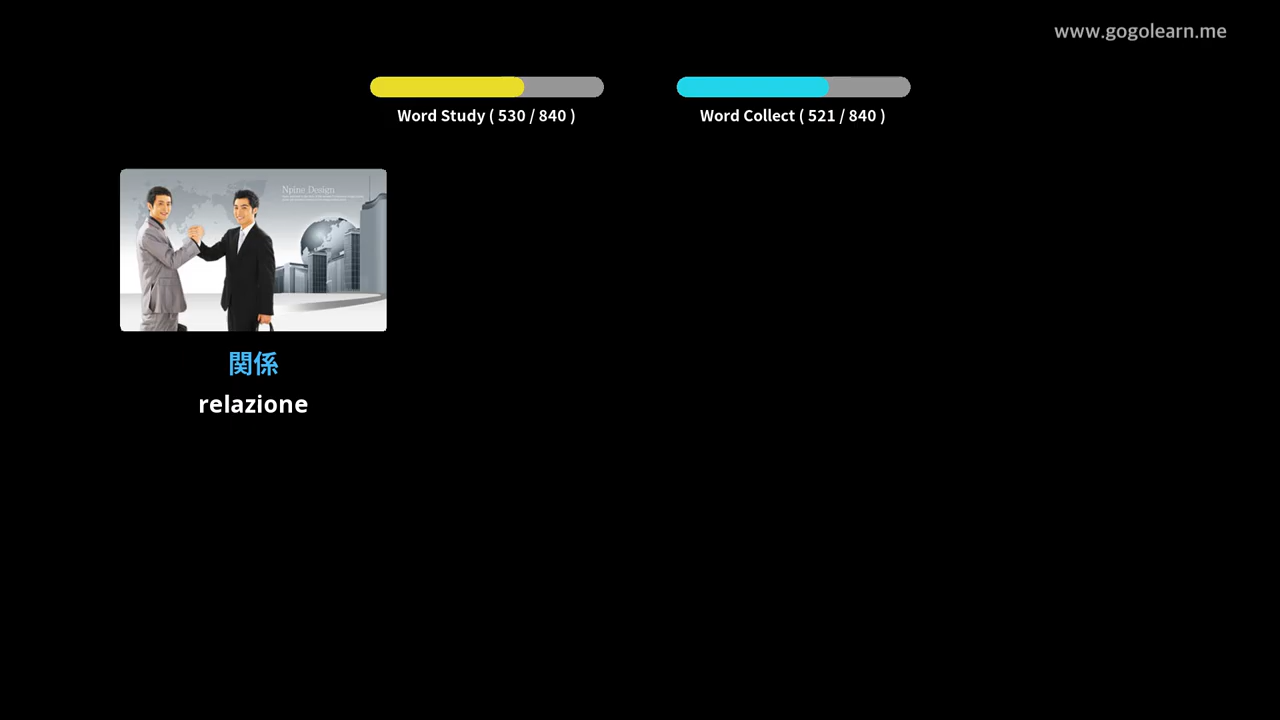 www.gogolearn.me
Word Study ( 530 / 840 )
Word Collect ( 521 / 840 )
Npine Design
関係
relazione